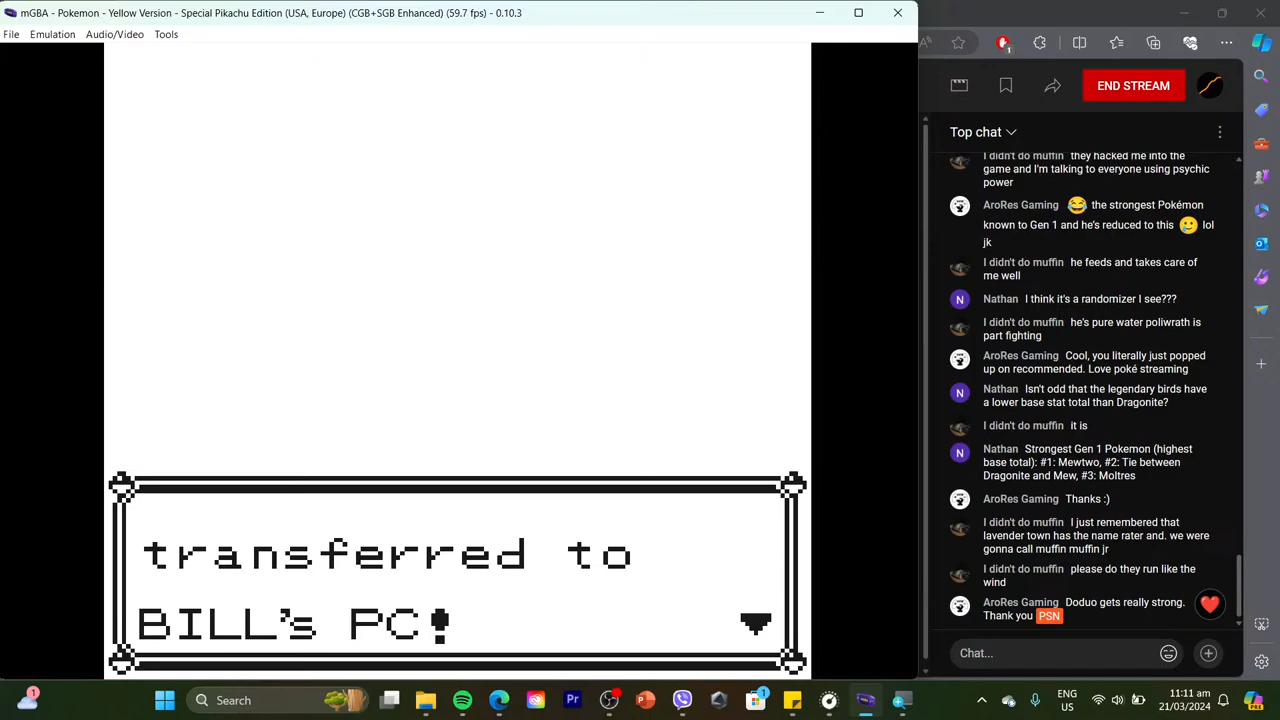 mGBA - Pokemon - Yellow Version - Special Pikachu Edition (USA, Europe) (CGB+SGB Enhanced) (59.7 fps) - 0.10.3
File Emulation Audio/Video Tools
transferred to
BILL's PC!
1
END STREAM
Top chat
I didn't do muffin they hacked me into the
game and I'm talking to everyone using psychic
power
AroRes Gaming 😂 the strongest Pokémon
known to Gen 1 and he's reduced to this 🥲 lol
jk
I didn't do muffin he feeds and takes care of
me well
N Nathan I think it's a randomizer I see???
I didn't do muffin he's pure water poliwrath is
part fighting
AroRes Gaming Cool, you literally just popped
up on recommended. Love poké streaming
N Nathan Isn't odd that the legendary birds have
a lower base stat total than Dragonite?
I didn't do muffin it is
N Nathan Strongest Gen 1 Pokemon (highest
base total): #1: Mewtwo, #2: Tie between
Dragonite and Mew, #3: Moltres
AroRes Gaming Thanks :)
I didn't do muffin I just remembered that
lavender town has the name rater and. we were
gonna call muffin muffin jr
I didn't do muffin please do they run like the
wind
AroRes Gaming Doduo gets really strong.
Thank you PSN
Chat...
1 Search Pr 1 ENG 11:11 am
US 21/03/2024